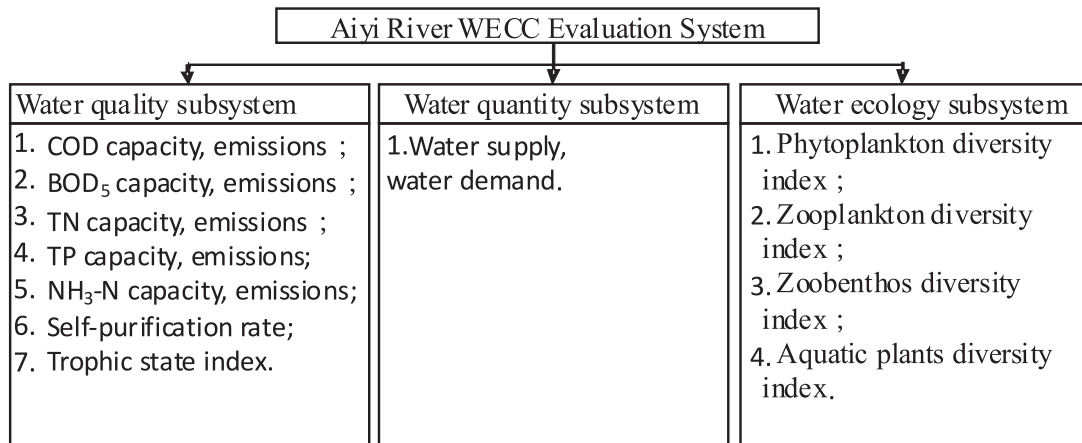 Aiyi River WECC Evaluation System
Water quality subsystem
1. COD capacity, emissions ;
2. BOD₅ capacity, emissions ;
3. TN capacity, emissions ;
4. TP capacity, emissions;
5. NH₃-N capacity, emissions;
6. Self-purification rate;
7. Trophic state index.
Water quantity subsystem
1.Water supply,
water demand.
Water ecology subsystem
1. Phytoplankton diversity
index ;
2. Zooplankton diversity
index ;
3. Zoobenthos diversity
index ;
4. Aquatic plants diversity
index.